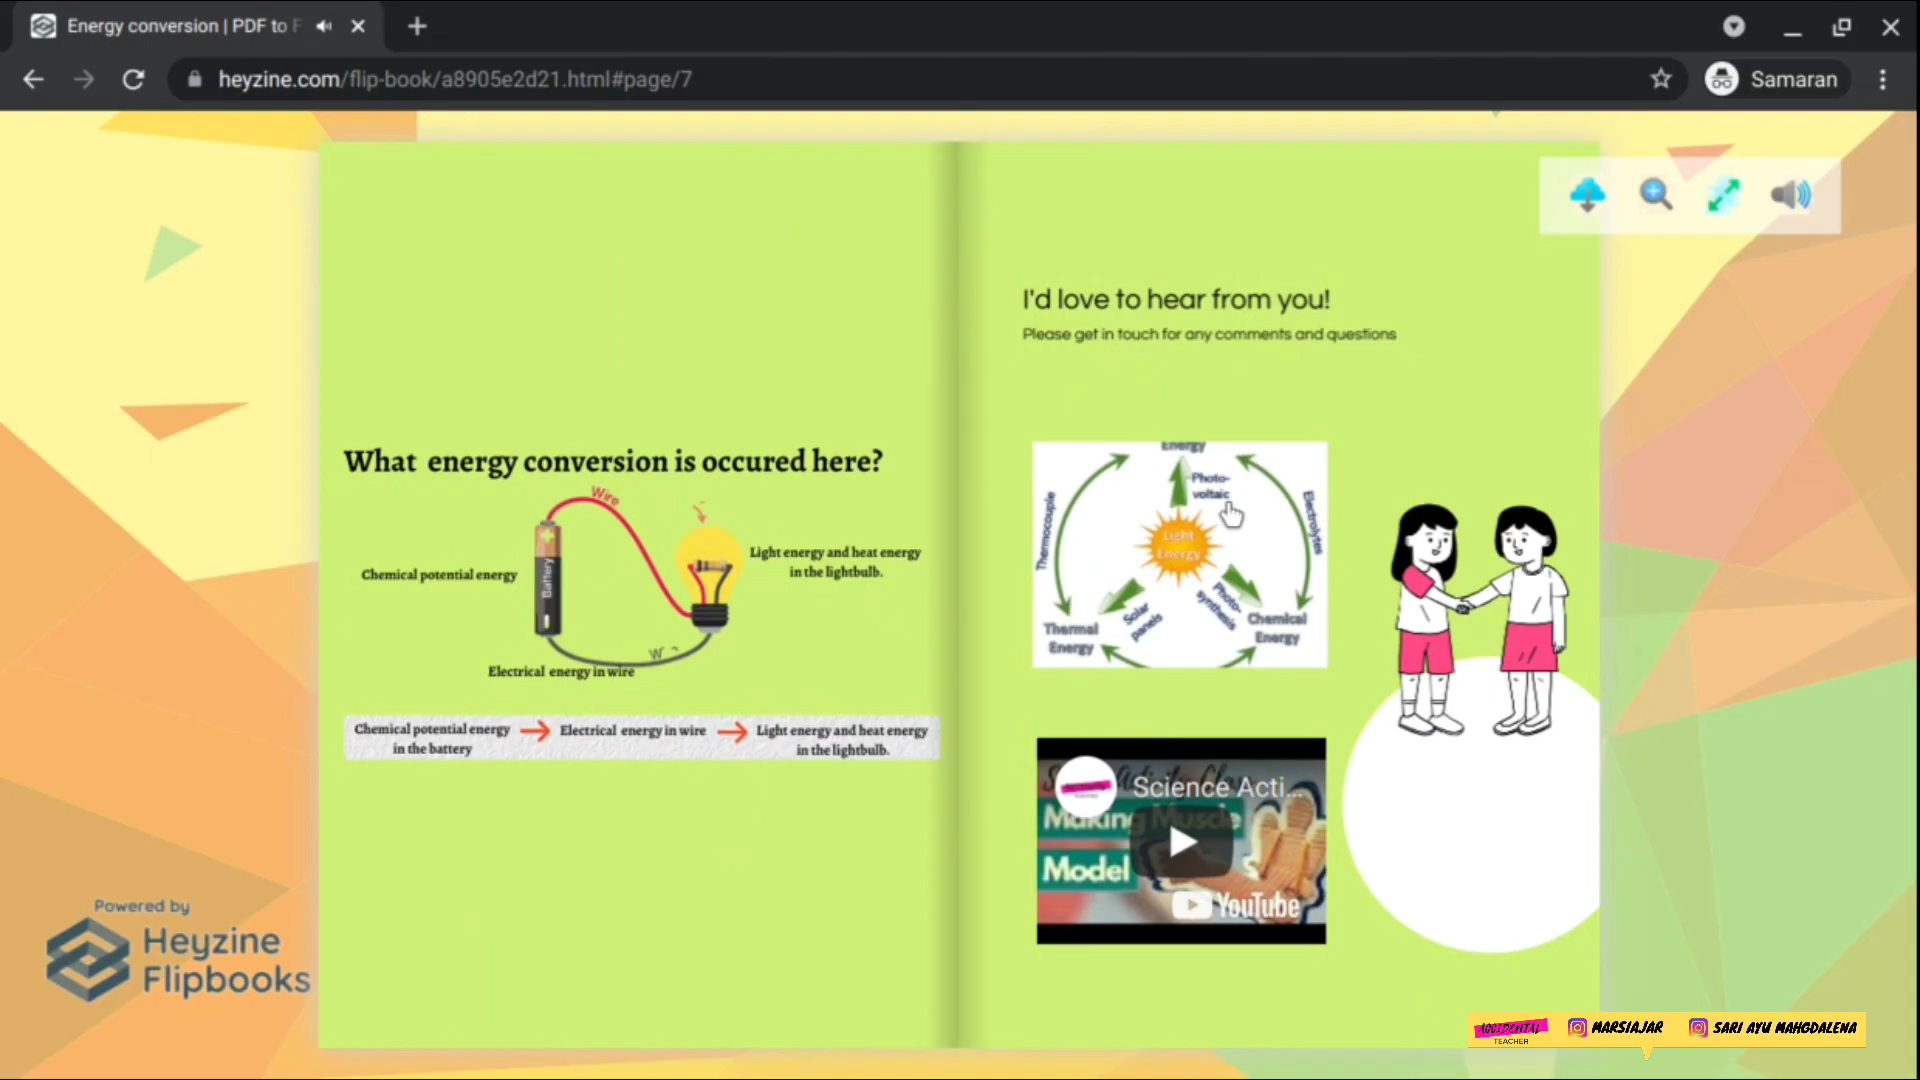 Energy conversion | PDF to F
heyzine.com/flip-book/a8905e2d21.html#page/7
Samaran
What energy conversion is occured here?
Wire
Battery
Chemical potential energy
Light energy and heat energy
in the lightbulb.
Electrical energy in wire
Chemical potential energy
in the battery
Electrical energy in wire
Light energy and heat energy
in the lightbulb.
I'd love to hear from you!
Please get in touch for any comments and questions
Energy
Photo-
voltaic
Thermocouple
Electrolytes
Light
Energy
Solar
panels
Photo-
synthesis
Thermal
Energy
Chemical
Energy
Science Acti...
Making Muscle
Model
YouTube
Powered by
Heyzine
Flipbooks
ACCIDENTAL
TEACHER
MARSIAJAR
SARI AYU MAHGDALENA